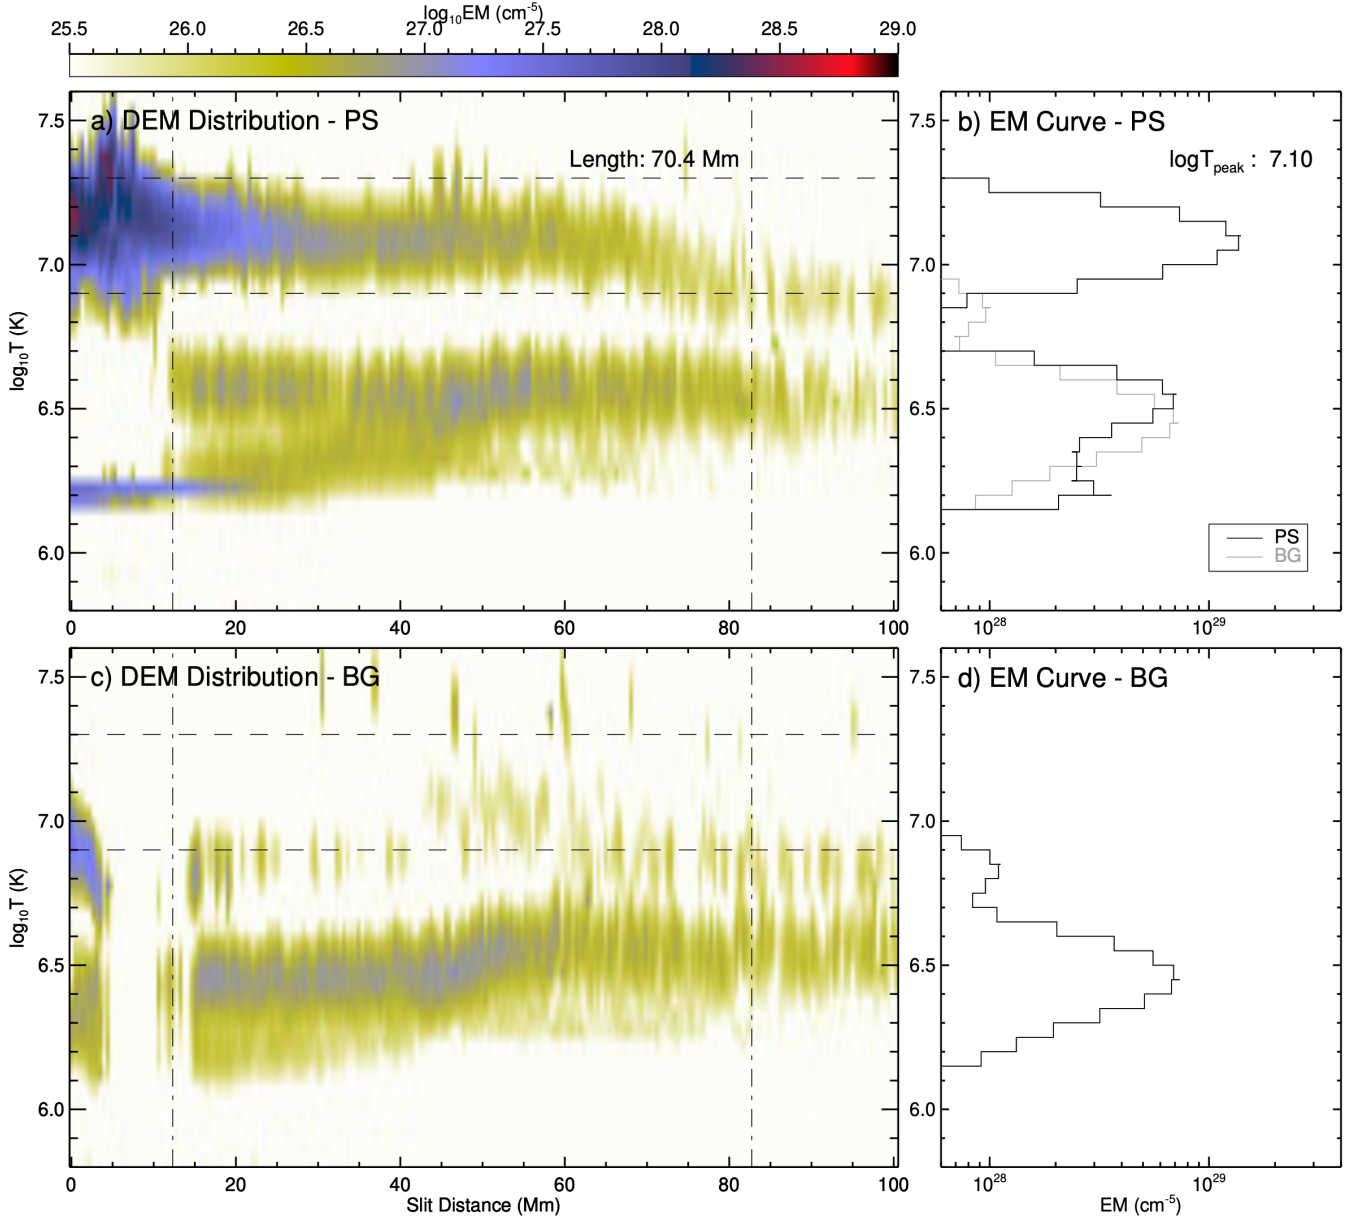 log10EM (cm-5)
25.5 26.0 26.5 27.0 27.5 28.0 28.5 29.0
a) DEM Distribution - PS
Length: 70.4 Mm
7.5
7.0
6.5
6.0
log10T (K)
0 20 40 60 80 100
b) EM Curve - PS
logTpeak : 7.10
7.5
7.0
6.5
6.0
PS
BG
10^28 10^29
c) DEM Distribution - BG
7.5
7.0
6.5
6.0
log10T (K)
0 20 40 60 80 100
Slit Distance (Mm)
d) EM Curve - BG
7.5
7.0
6.5
6.0
10^28 10^29
EM (cm-5)